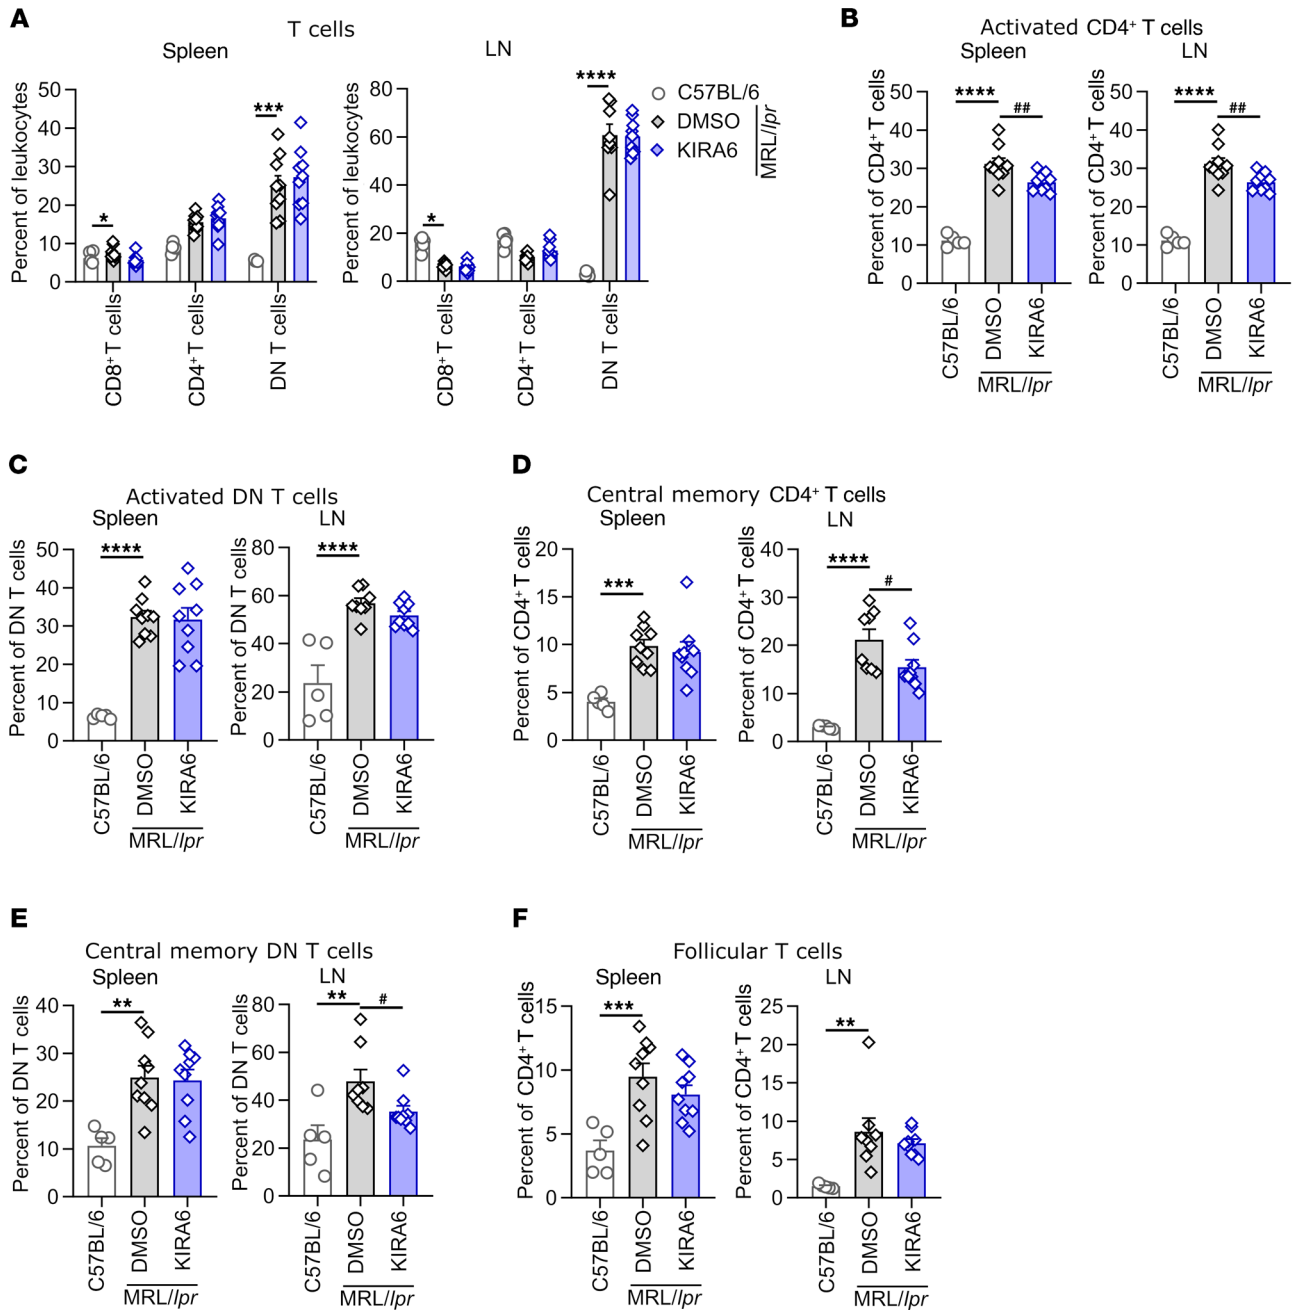 A
T cells
Spleen
LN
Percent of leukocytes
50
40
30
20
10
0
*
***
CD8+ T cells
CD4+ T cells
DN T cells
Percent of leukocytes
80
60
40
20
0
*
****
CD8+ T cells
CD4+ T cells
DN T cells
C57BL/6
DMSO
KIRA6
MRL/lpr
B
Activated CD4+ T cells
Spleen
LN
Percent of CD4+ T cells
50
40
30
20
10
0
****
##
C57BL/6
DMSO
KIRA6
MRL/lpr
Percent of CD4+ T cells
50
40
30
20
10
0
****
##
C57BL/6
DMSO
KIRA6
MRL/lpr
C
Activated DN T cells
Spleen
LN
Percent of DN T cells
50
40
30
20
10
0
****
C57BL/6
DMSO
KIRA6
MRL/lpr
Percent of DN T cells
80
60
40
20
0
****
C57BL/6
DMSO
KIRA6
MRL/lpr
D
Central memory CD4+ T cells
Spleen
LN
Percent of CD4+ T cells
20
15
10
5
0
***
C57BL/6
DMSO
KIRA6
MRL/lpr
Percent of CD4+ T cells
40
30
20
10
0
****
#
C57BL/6
DMSO
KIRA6
MRL/lpr
E
Central memory DN T cells
Spleen
LN
Percent of DN T cells
40
30
20
10
0
**
C57BL/6
DMSO
KIRA6
MRL/lpr
Percent of DN T cells
80
60
40
20
0
**
#
C57BL/6
DMSO
KIRA6
MRL/lpr
F
Follicular T cells
Spleen
LN
Percent of CD4+ T cells
15
10
5
0
***
C57BL/6
DMSO
KIRA6
MRL/lpr
Percent of CD4+ T cells
25
20
15
10
5
0
**
C57BL/6
DMSO
KIRA6
MRL/lpr